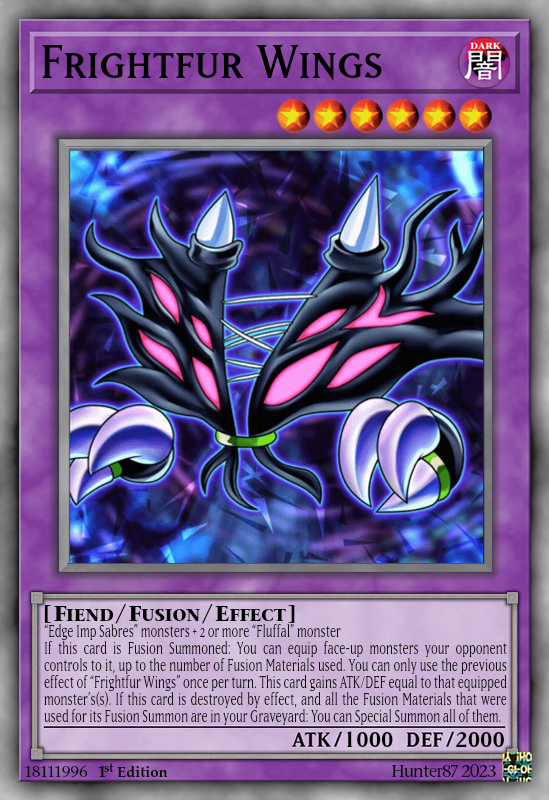 Frightfur Wings
DARK
闇
[Fiend/Fusion/Effect]
“Edge Imp Sabres” monsters + 2 or more “Fluffal” monster
If this card is Fusion Summoned: You can equip face-up monsters your opponent
controls to it, up to the number of Fusion Materials used. You can only use the previous
effect of “Frightfur Wings” once per turn. This card gains ATK/DEF equal to that equipped
monster’s(s). If this card is destroyed by effect, and all the Fusion Materials that were
used for its Fusion Summon are in your Graveyard: You can Special Summon all of them.
ATK/1000 DEF/2000
18111996 1st Edition
Hunter87 2023